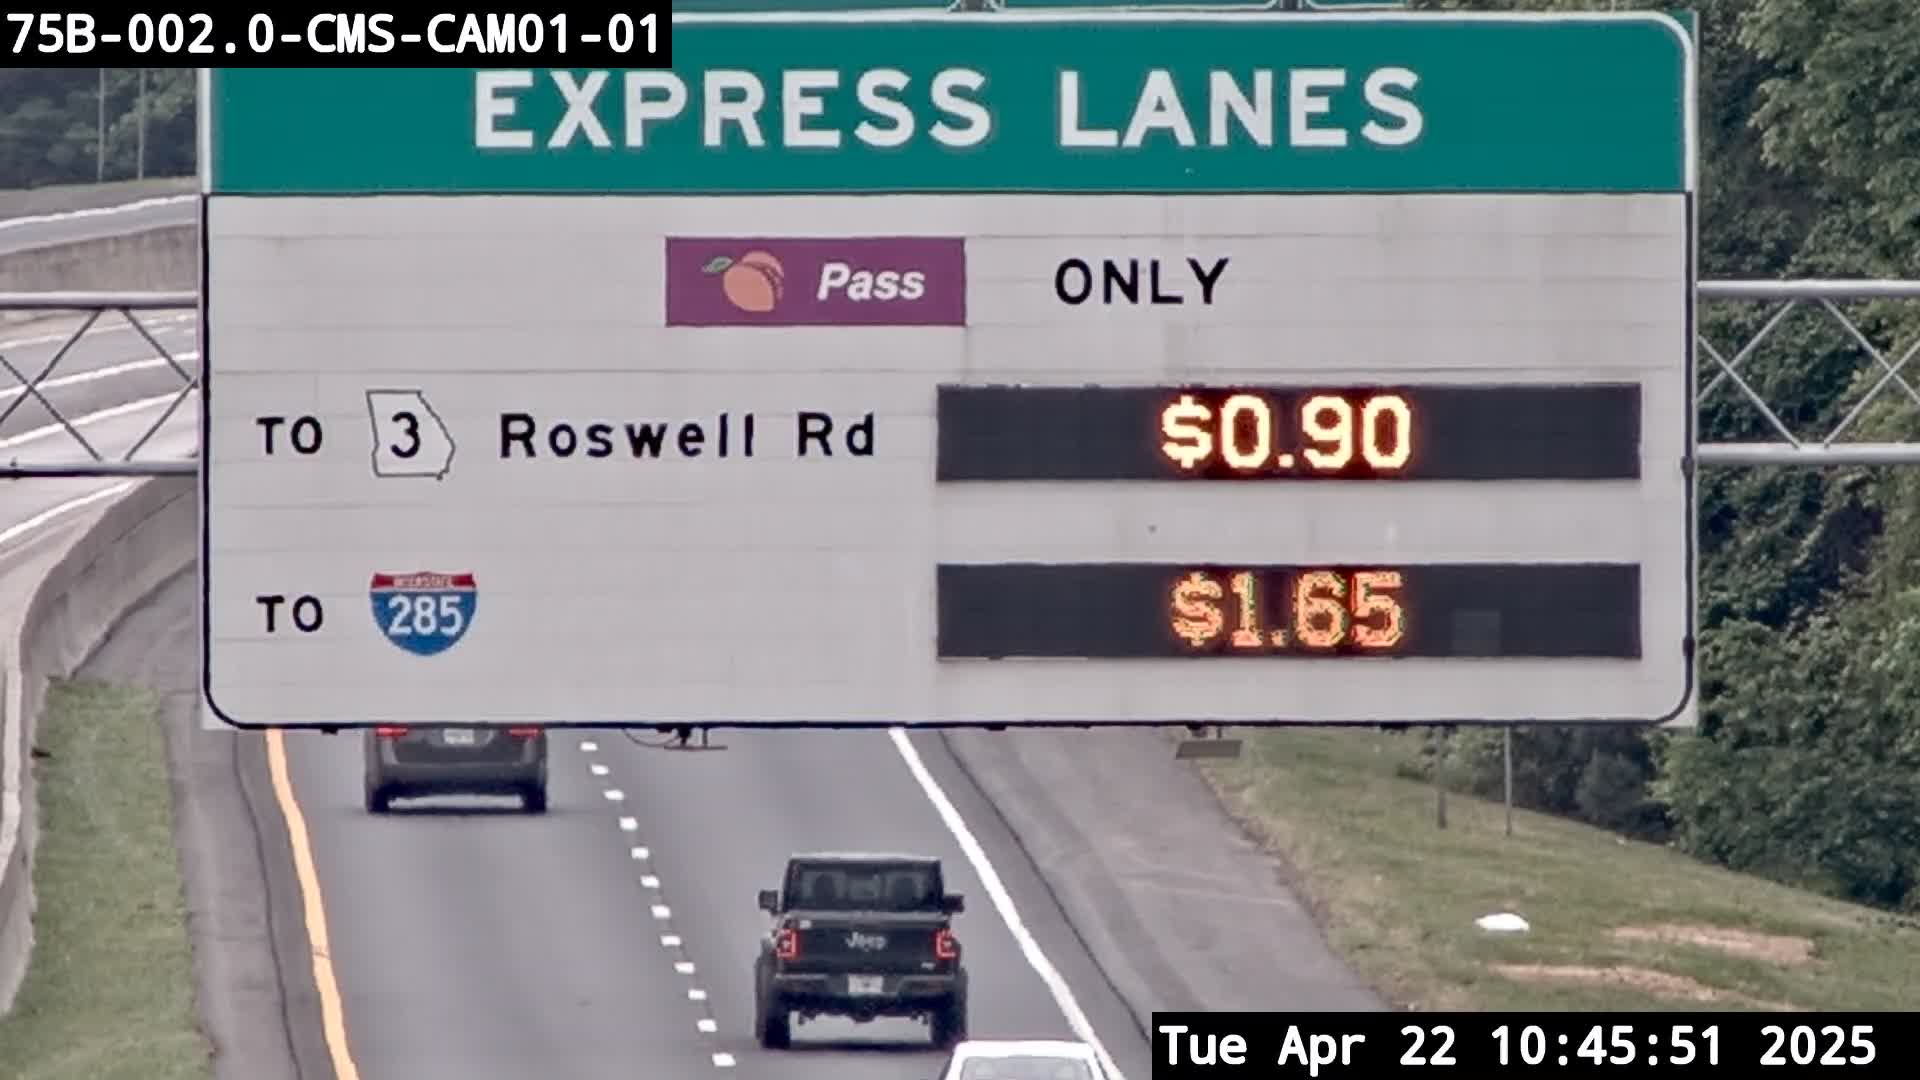 75B-002.0-CMS-CAM01-01
EXPRESS LANES
Pass ONLY
TO 3 Roswell Rd $0.90
INTERSTATE
TO 285 $1.65
Jeep
Tue Apr 22 10:45:51 2025